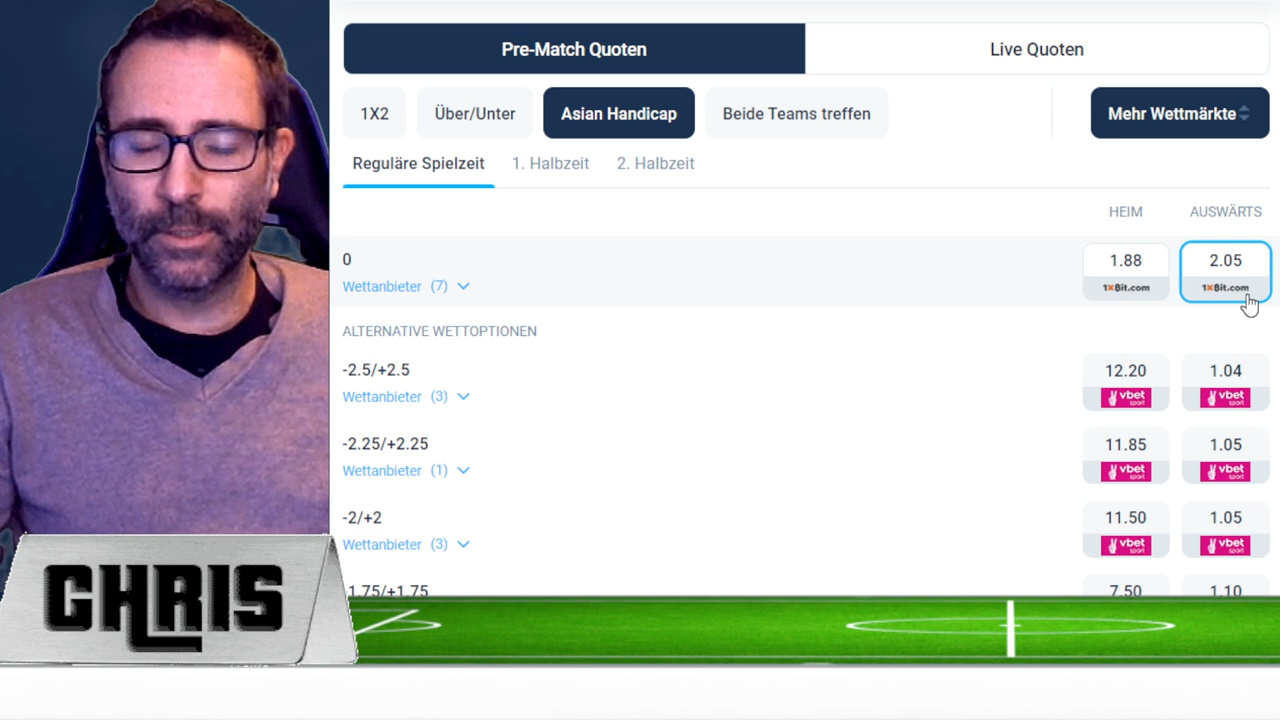 Pre-Match Quoten
Live Quoten
1X2
Über/Unter
Asian Handicap
Beide Teams treffen
Mehr Wettmärkte
Reguläre Spielzeit
1. Halbzeit
2. Halbzeit
HEIM
AUSWÄRTS
0
1.88
2.05
Wettanbieter (7)
1XBit.com
1XBit.com
ALTERNATIVE WETTOPTIONEN
-2.5/+2.5
12.20
1.04
Wettanbieter (3)
vbet sport
vbet sport
-2.25/+2.25
11.85
1.05
Wettanbieter (1)
vbet sport
vbet sport
-2/+2
11.50
1.05
Wettanbieter (3)
vbet sport
vbet sport
1.75/+1.75
7.50
1.10
CHRIS